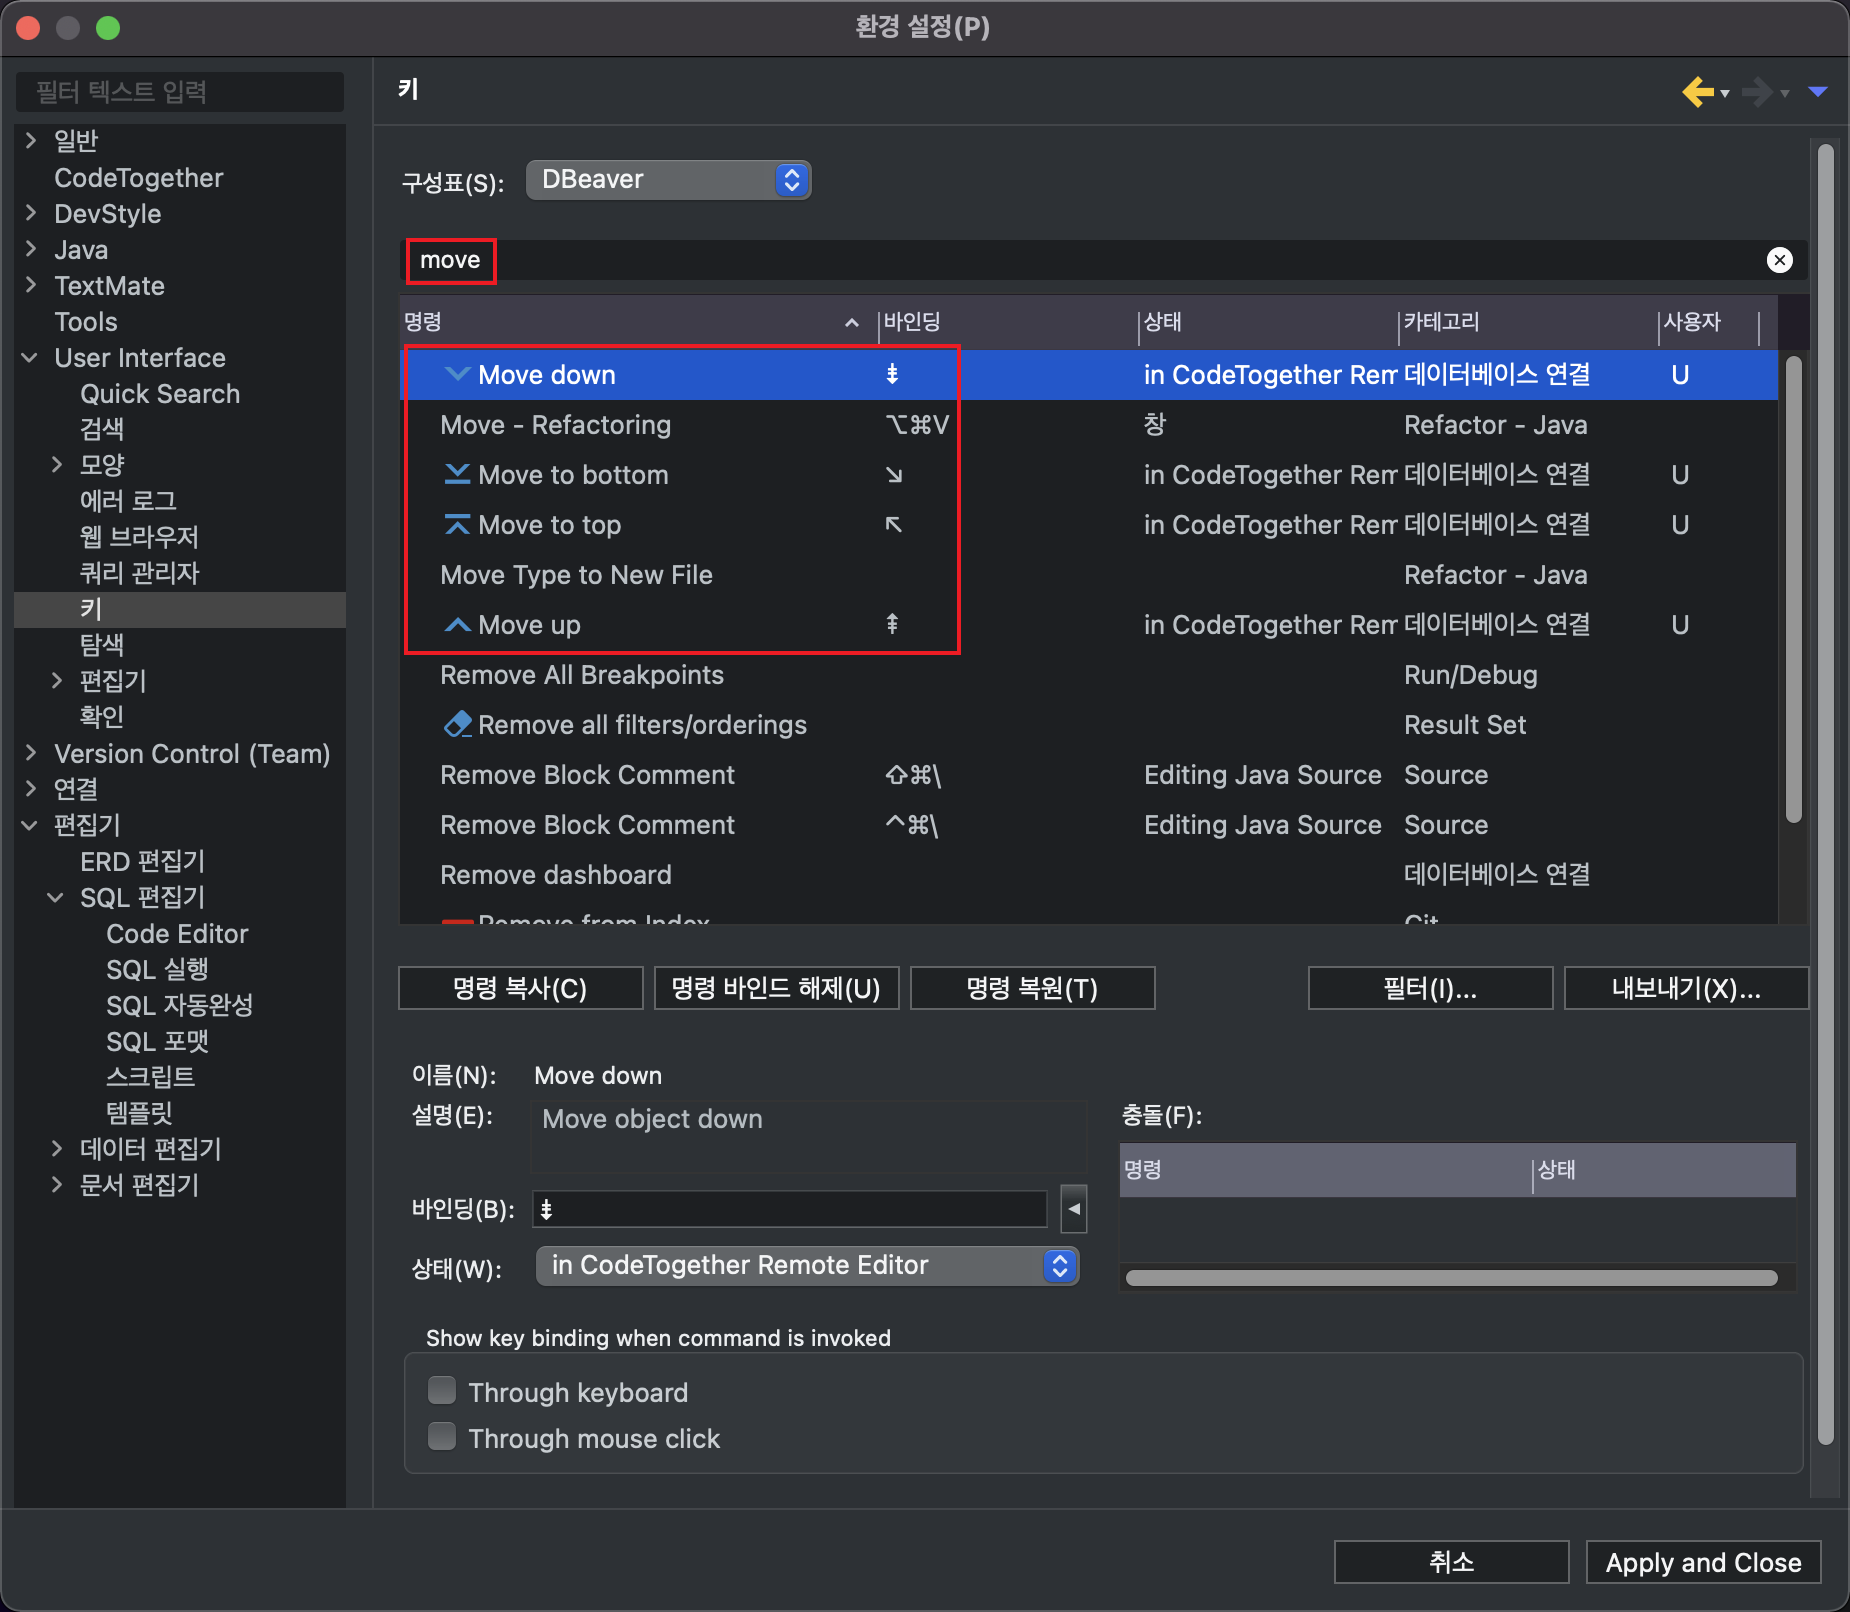 환경 설정(P)
필터 텍스트 입력
일반
CodeTogether
DevStyle
Java
TextMate
Tools
User Interface
Quick Search
검색
모양
에러 로그
웹 브라우저
쿼리 관리자
키
탐색
편집기
확인
Version Control (Team)
연결
편집기
ERD 편집기
SQL 편집기
Code Editor
SQL 실행
SQL 자동완성
SQL 포맷
스크립트
템플릿
데이터 편집기
문서 편집기
키
구성표(S): DBeaver
move
명령 바인딩 상태 카테고리 사용자
Move down ⇟ in CodeTogether Rem 데이터베이스 연결 U
Move - Refactoring ⌥⌘V 창 Refactor - Java
Move to bottom ↘ in CodeTogether Rem 데이터베이스 연결 U
Move to top ↖ in CodeTogether Rem 데이터베이스 연결 U
Move Type to New File Refactor - Java
Move up ⇞ in CodeTogether Rem 데이터베이스 연결 U
Remove All Breakpoints Run/Debug
Remove all filters/orderings Result Set
Remove Block Comment ⇧⌘\ Editing Java Source Source
Remove Block Comment ^⌘\ Editing Java Source Source
Remove dashboard 데이터베이스 연결
Remove from Index Git
명령 복사(C) 명령 바인드 해제(U) 명령 복원(T) 필터(I)... 내보내기(X)...
이름(N): Move down
설명(E): Move object down
바인딩(B): ⇟
상태(W): in CodeTogether Remote Editor
충돌(F):
명령 상태
Show key binding when command is invoked
Through keyboard
Through mouse click
취소 Apply and Close